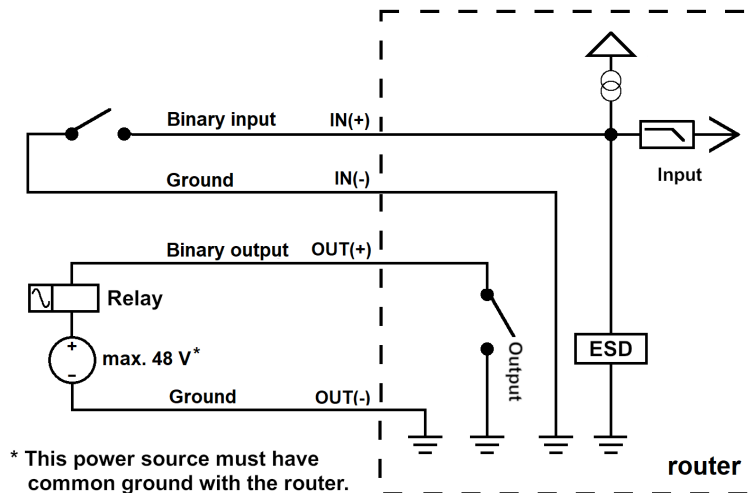 Binary input IN(+)
Input
Ground IN(-)
Binary output OUT(+)
Relay
+
max. 48 V*
−
Output
ESD
Ground OUT(-)
* This power source must have
common ground with the router.
router